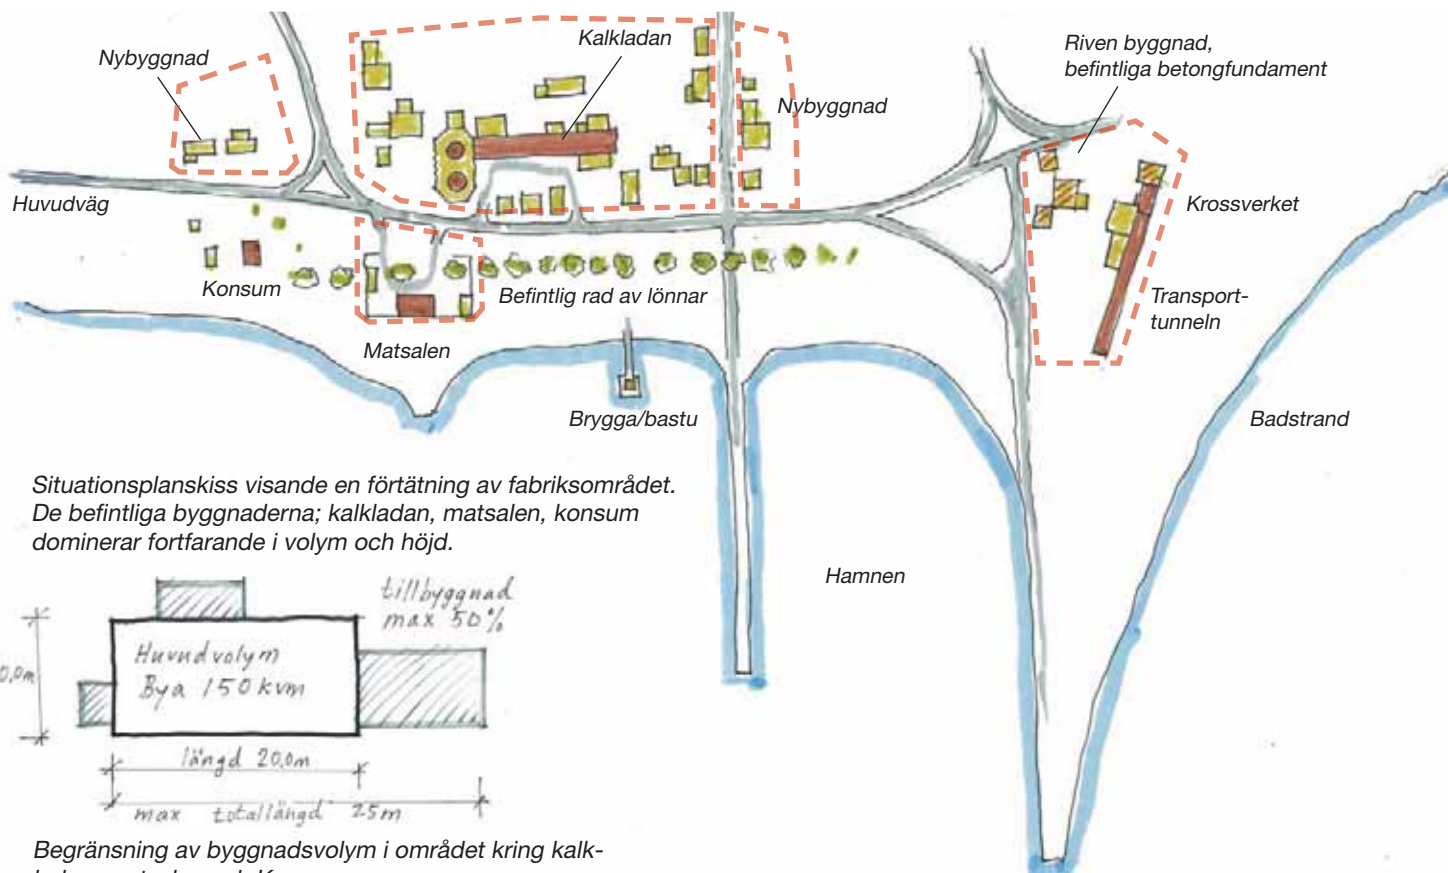 Nybyggnad
Kalkladan
Riven byggnad,
befintliga betongfundament
Nybyggnad
Huvudväg
Krossverket
Konsum
Befintlig rad av lönnar
Transport-
tunneln
Matsalen
Brygga/bastu
Badstrand
Hamnen
Situationsplanskiss visande en förtätning av fabriksområdet.
De befintliga byggnaderna; kalkladan, matsalen, konsum
dominerar fortfarande i volym och höjd.
tillbyggnad
max 50%
Huvudvolym
Bya 150 kvm
0,0m
längd 20,0m
max totallängd 25m
Begränsning av byggnadsvolym i området kring kalk-